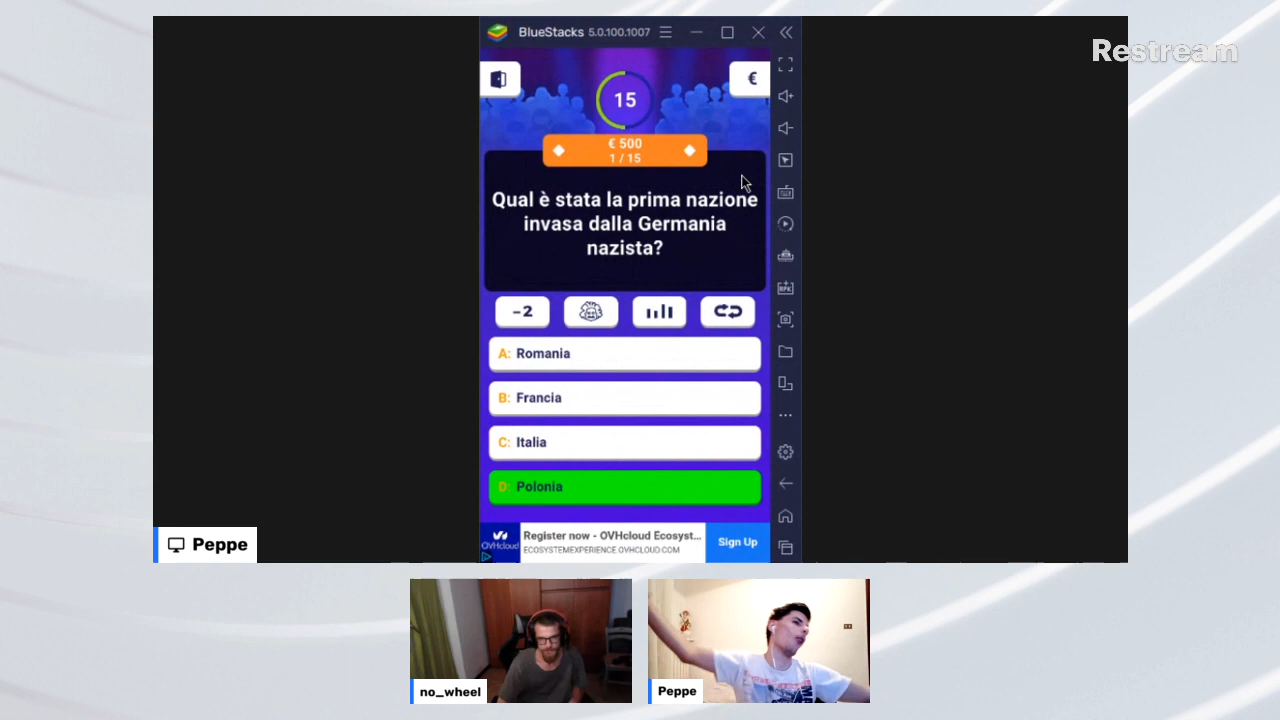 BlueStacks 5.0.100.1007
Restream
€
15
€ 500
1 / 15
Qual è stata la prima nazione
invasa dalla Germania
nazista?
-2
A: Romania
B: Francia
C: Italia
D: Polonia
OVHcloud
Register now - OVHcloud Ecosyst...
ECOSYSTEMEXPERIENCE.OVHCLOUD.COM
Sign Up
Peppe
no_wheel
Peppe